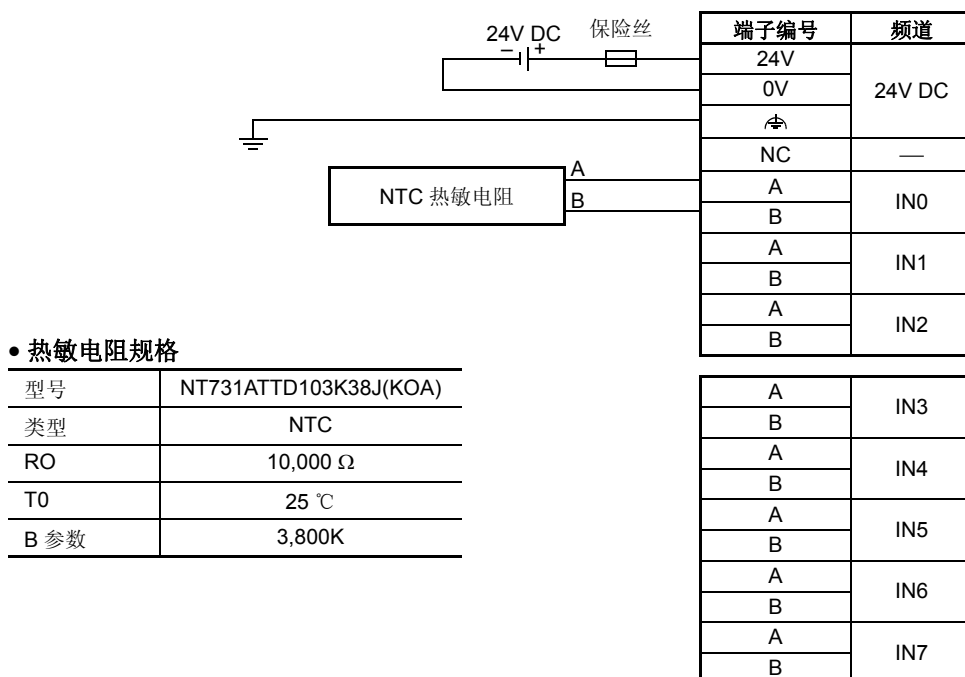 24V DC 保险丝
− +
端子编号 频道
24V
0V
24V DC
NC —
NTC 热敏电阻
A
B
A
B
IN0
A
B
IN1
A
B
IN2
• 热敏电阻规格
型号 NT731ATTD103K38J(KOA)
类型 NTC
RO 10,000 Ω
T0 25 ℃
B 参数 3,800K
A
B
IN3
A
B
IN4
A
B
IN5
A
B
IN6
A
B
IN7